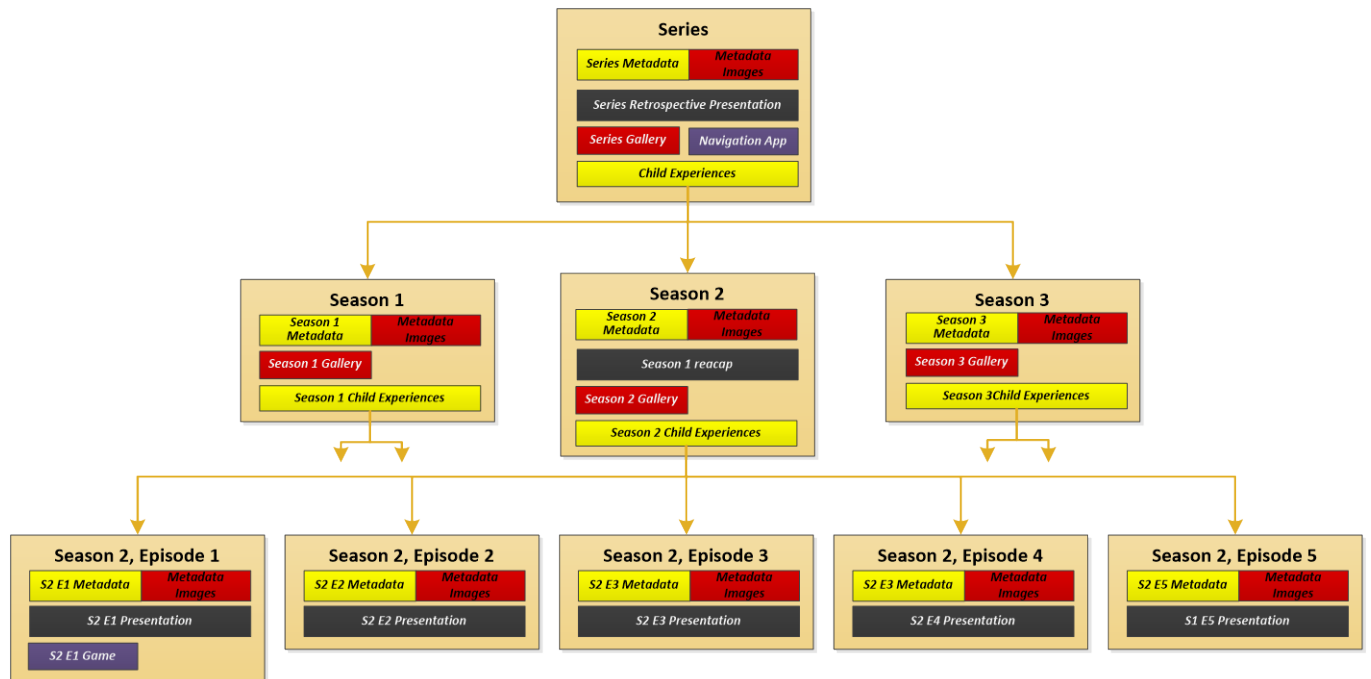 Series
Series Metadata
Metadata
Images
Series Retrospective Presentation
Series Gallery
Navigation App
Child Experiences
Season 1
Season 1
Metadata
Metadata
Images
Season 1 Gallery
Season 1 Child Experiences
Season 2
Season 2
Metadata
Metadata
Images
Season 1 reacap
Season 2 Gallery
Season 2 Child Experiences
Season 3
Season 3
Metadata
Metadata
Images
Season 3 Gallery
Season 3Child Experiences
Season 2, Episode 1
S2 E1 Metadata
Metadata
Images
S2 E1 Presentation
S2 E1 Game
Season 2, Episode 2
S2 E2 Metadata
Metadata
Images
S2 E2 Presentation
Season 2, Episode 3
S2 E3 Metadata
Metadata
Images
S2 E3 Presentation
Season 2, Episode 4
S2 E3 Metadata
Metadata
Images
S2 E4 Presentation
Season 2, Episode 5
S2 E5 Metadata
Metadata
Images
S1 E5 Presentation